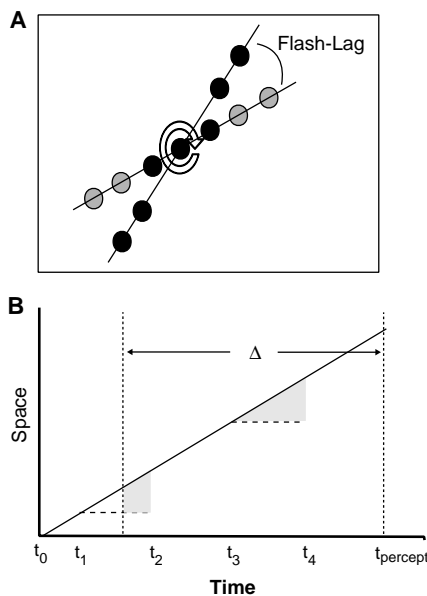 A
Flash-Lag
B
Δ
Space
t0 t1 t2 t3 t4 tpercept
Time